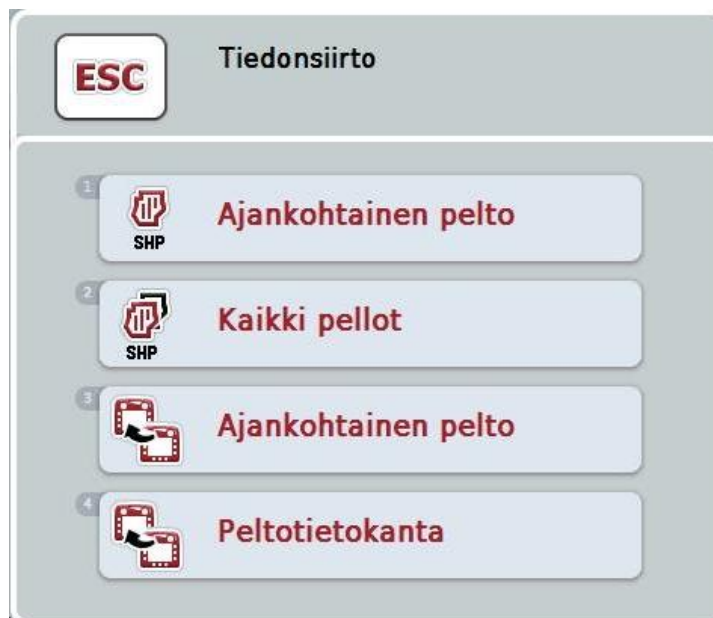 ESC
Tiedonsiirto
1
SHP
Ajankohtainen pelto
2
SHP
Kaikki pellot
3
Ajankohtainen pelto
4
Peltotietokanta